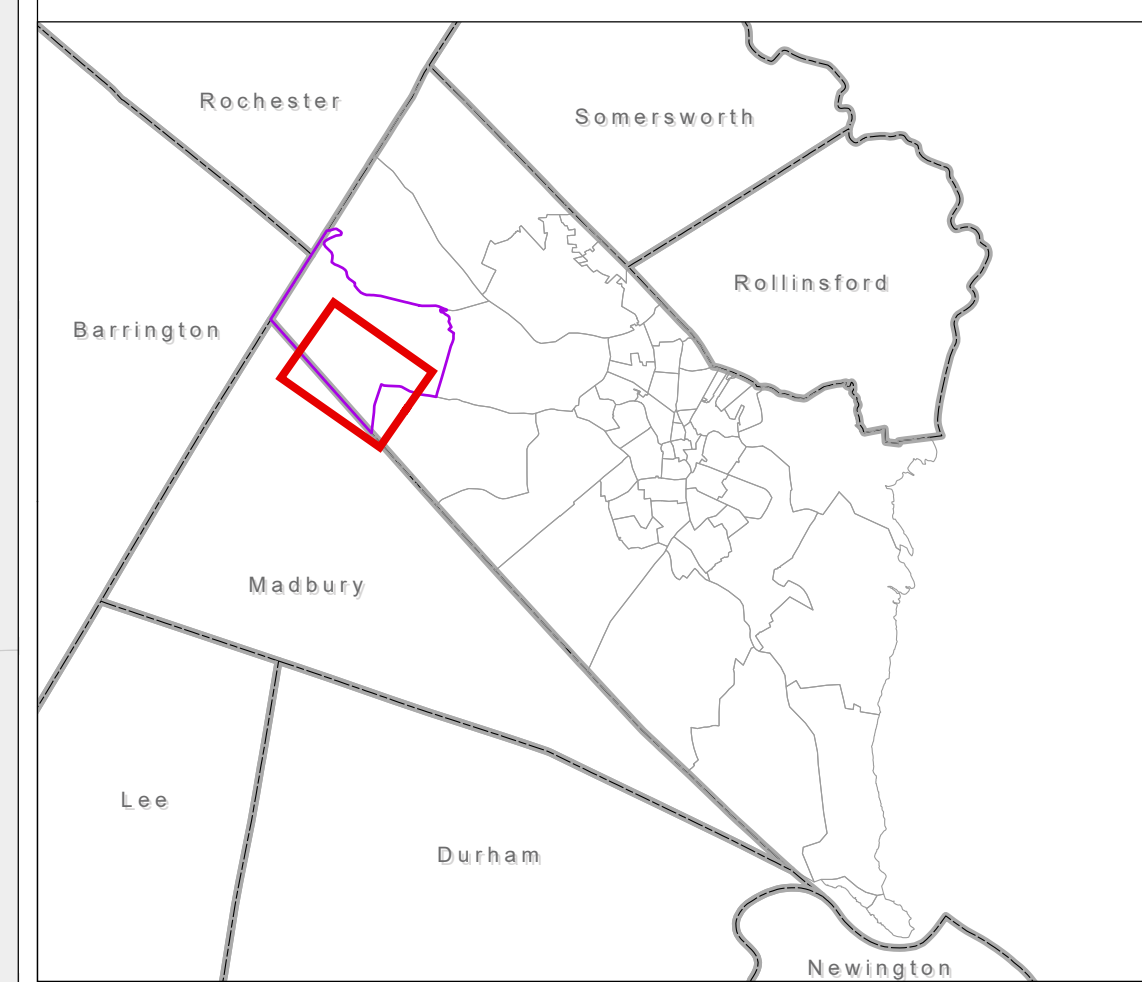 Rochester
Somersworth
Rollinsford
Barrington
Madbury
Lee
Durham
Newington